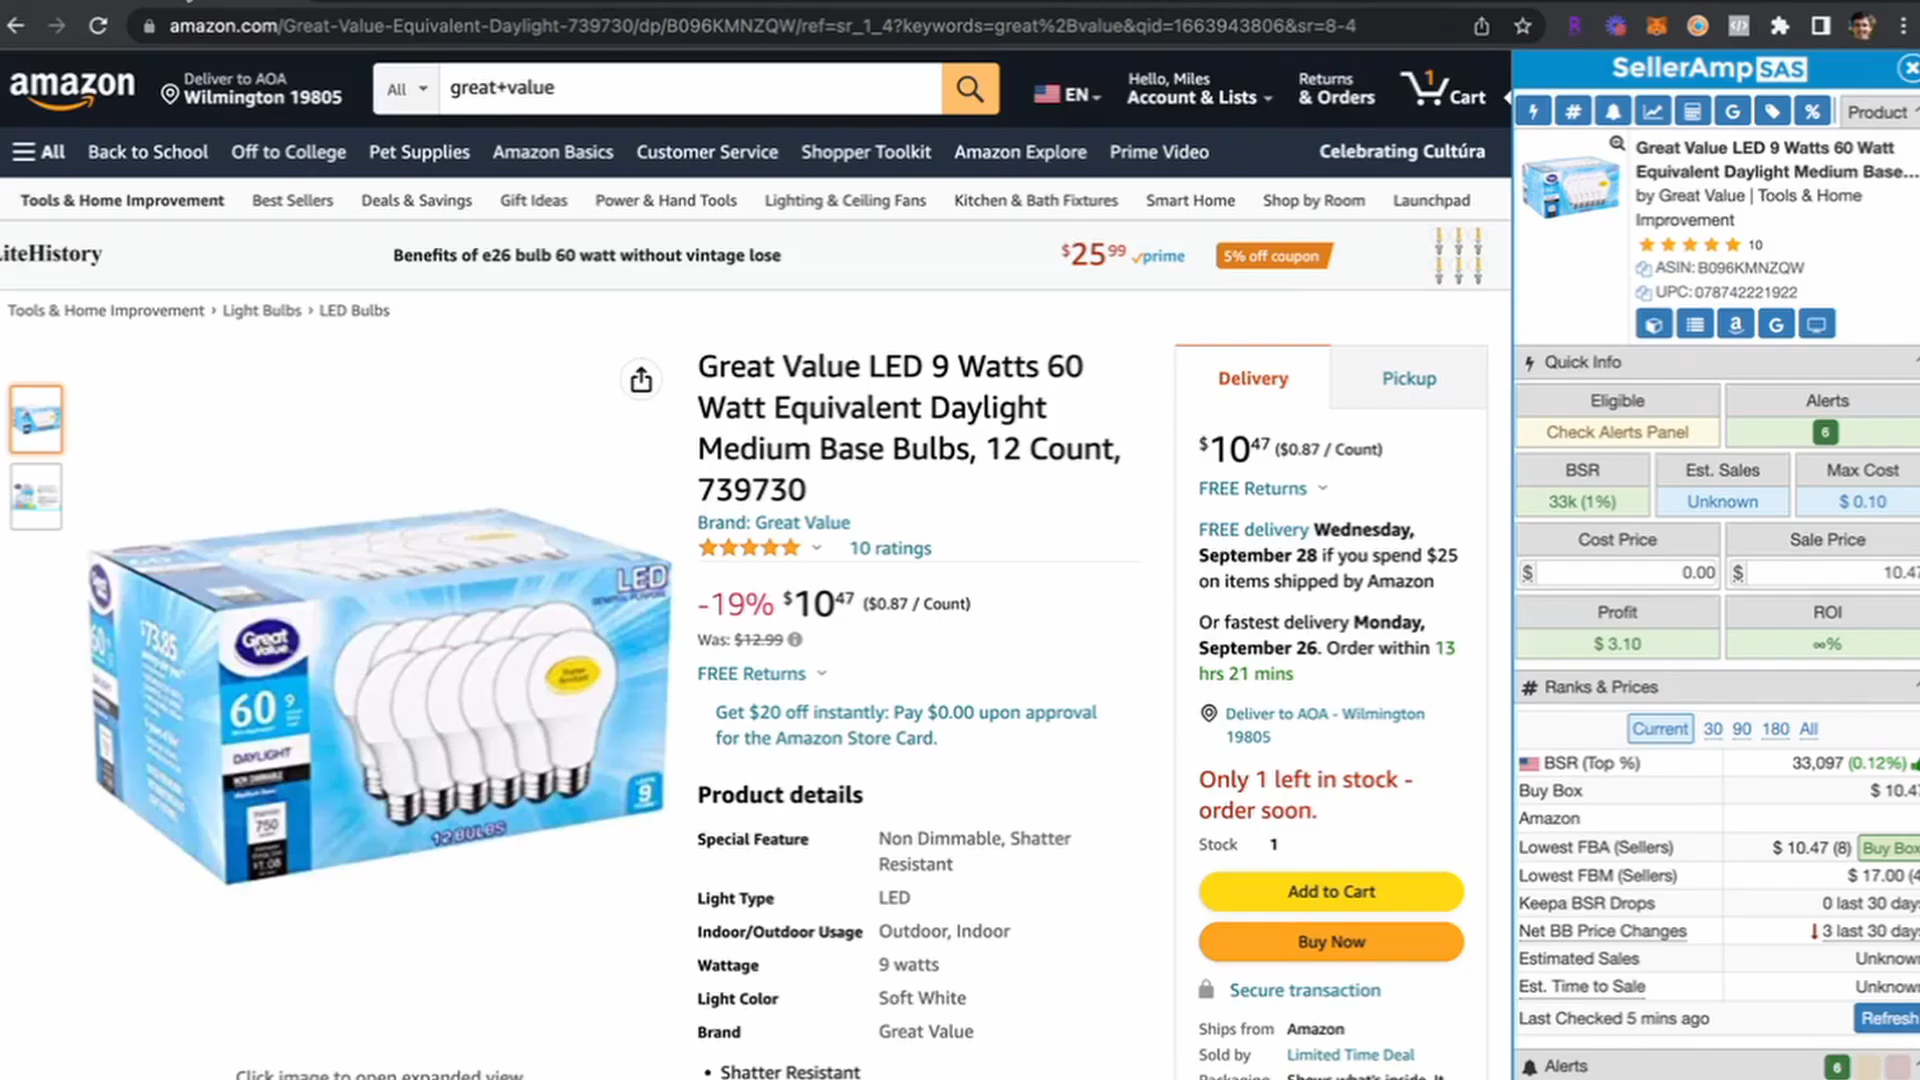 amazon.com/Great-Value-Equivalent-Daylight-739730/dp/B096KMNZQW/ref=sr_1_4?keywords=great%2Bvalue&qid=1663943806&sr=8-4
amazon
Deliver to AOA
Wilmington 19805
All
great+value
EN
Hello, Miles
Account & Lists
Returns
& Orders
1
Cart
All
Back to School
Off to College
Pet Supplies
Amazon Basics
Customer Service
Shopper Toolkit
Amazon Explore
Prime Video
Celebrating Cultúra
Tools & Home Improvement
Best Sellers
Deals & Savings
Gift Ideas
Power & Hand Tools
Lighting & Ceiling Fans
Kitchen & Bath Fixtures
Smart Home
Shop by Room
Launchpad
iteHistory
Benefits of e26 bulb 60 watt without vintage lose
$25 99
prime
5% off coupon
Tools & Home Improvement › Light Bulbs › LED Bulbs
Great Value
60
9
DAYLIGHT
NON DIMMABLE
750
$73.85
LED
12 BULBS
9
Click image to open expanded view
Great Value LED 9 Watts 60
Watt Equivalent Daylight
Medium Base Bulbs, 12 Count,
739730
Brand: Great Value
10 ratings
-19% $10 47 ($0.87 / Count)
Was: $12.99
FREE Returns
Get $20 off instantly: Pay $0.00 upon approval
for the Amazon Store Card.
Product details
Special Feature Non Dimmable, Shatter
Resistant
Light Type LED
Indoor/Outdoor Usage Outdoor, Indoor
Wattage 9 watts
Light Color Soft White
Brand Great Value
• Shatter Resistant
Delivery
Pickup
$10 47 ($0.87 / Count)
FREE Returns
FREE delivery Wednesday,
September 28 if you spend $25
on items shipped by Amazon
Or fastest delivery Monday,
September 26. Order within 13
hrs 21 mins
Deliver to AOA - Wilmington
19805
Only 1 left in stock -
order soon.
Stock 1
Add to Cart
Buy Now
Secure transaction
Ships from Amazon
Sold by Limited Time Deal
Packaging Shows what's inside. It
SellerAmp SAS
Product
Great Value LED 9 Watts 60 Watt
Equivalent Daylight Medium Base...
by Great Value | Tools & Home
Improvement
10
ASIN: B096KMNZQW
UPC: 078742221922
Quick Info
Eligible
Alerts
Check Alerts Panel
6
BSR
Est. Sales
Max Cost
33k (1%)
Unknown
$ 0.10
Cost Price
Sale Price
$ 0.00
$ 10.47
Profit
ROI
$ 3.10
∞%
# Ranks & Prices
Current 30 90 180 All
BSR (Top %) 33,097 (0.12%)
Buy Box $ 10.47
Amazon
Lowest FBA (Sellers) $ 10.47 (8) Buy Box
Lowest FBM (Sellers) $ 17.00 (4
Keepa BSR Drops 0 last 30 days
Net BB Price Changes 3 last 30 days
Estimated Sales Unknown
Est. Time to Sale Unknown
Last Checked 5 mins ago Refresh
Alerts 6